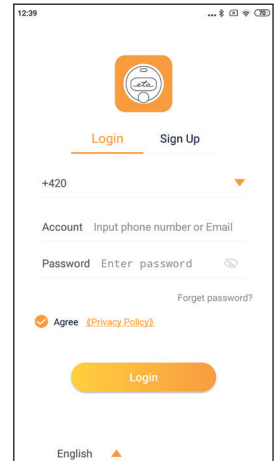 12:39 ... 70
eta
Login Sign Up
+420
Account Input phone number or Email
Password Enter password
Forget password?
Agree 《Privacy Policy》
Login
English